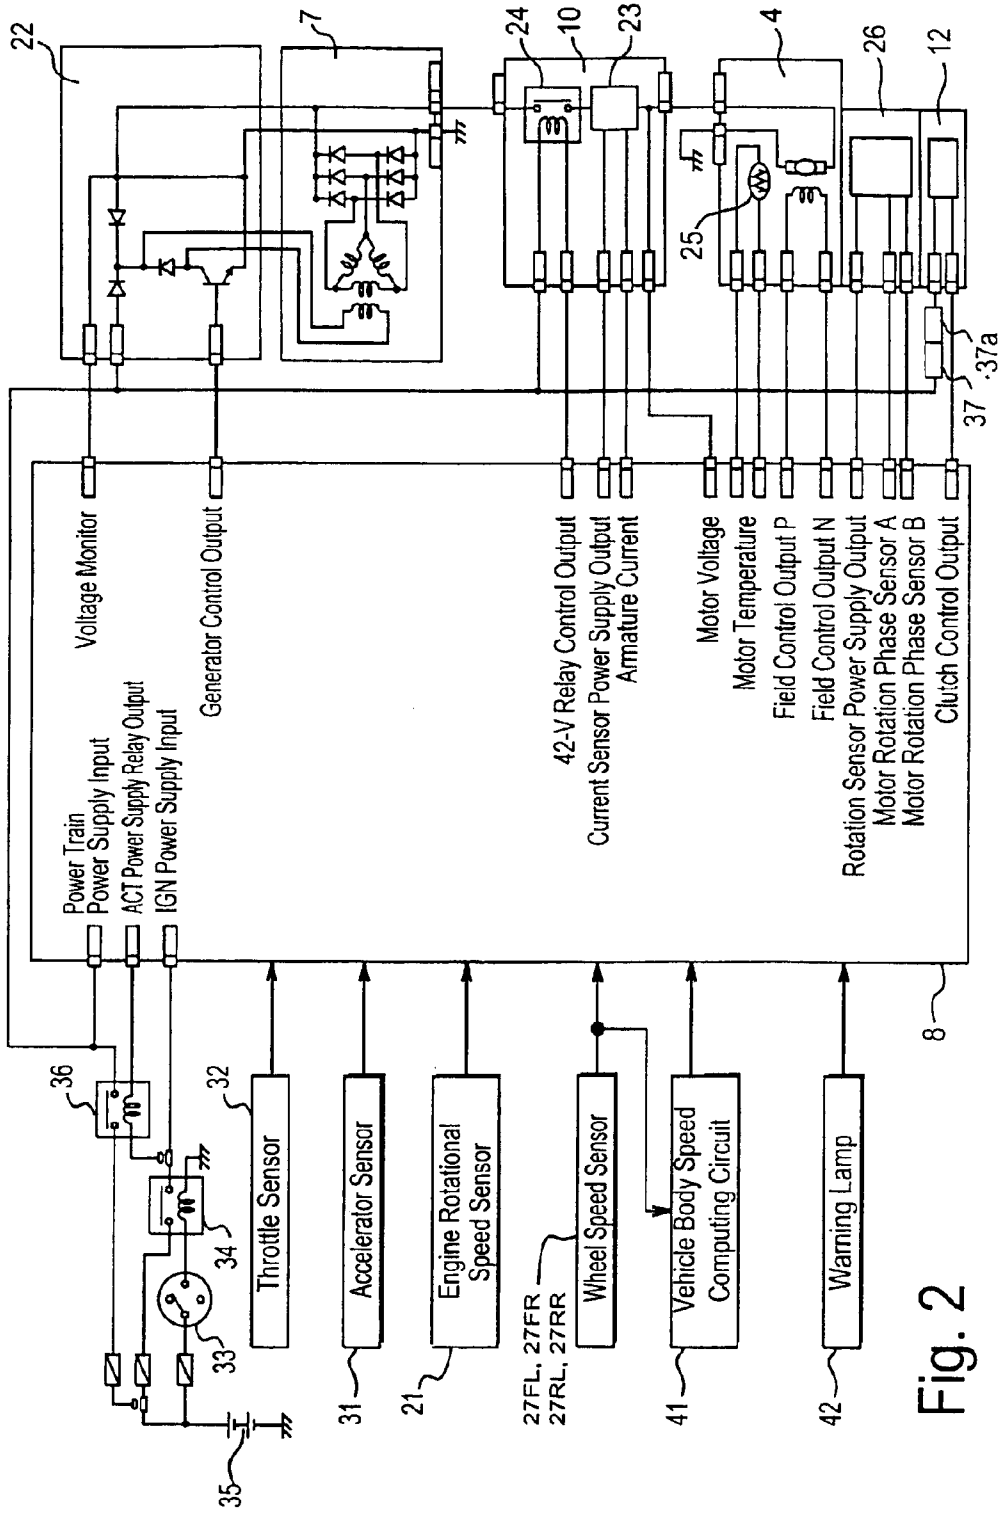 22
7
24
10
23
4
26
12
25
37a
37
Voltage Monitor
Generator Control Output
42-V Relay Control Output
Current Sensor Power Supply Output
Armature Current
Motor Voltage
Motor Temperature
Field Control Output P
Field Control Output N
Rotation Sensor Power Supply Output
Motor Rotation Phase Sensor A
Motor Rotation Phase Sensor B
Clutch Control Output
Power Train
Power Supply Input
ACT Power Supply Relay Output
IGN Power Supply Input
8
36
34
33
35
32
Throttle Sensor
31
Accelerator Sensor
21
Engine Rotational
Speed Sensor
27FL, 27FR
27RL, 27RR
Wheel Speed Sensor
41
Vehicle Body Speed
Computing Circuit
42
Warning Lamp
Fig. 2